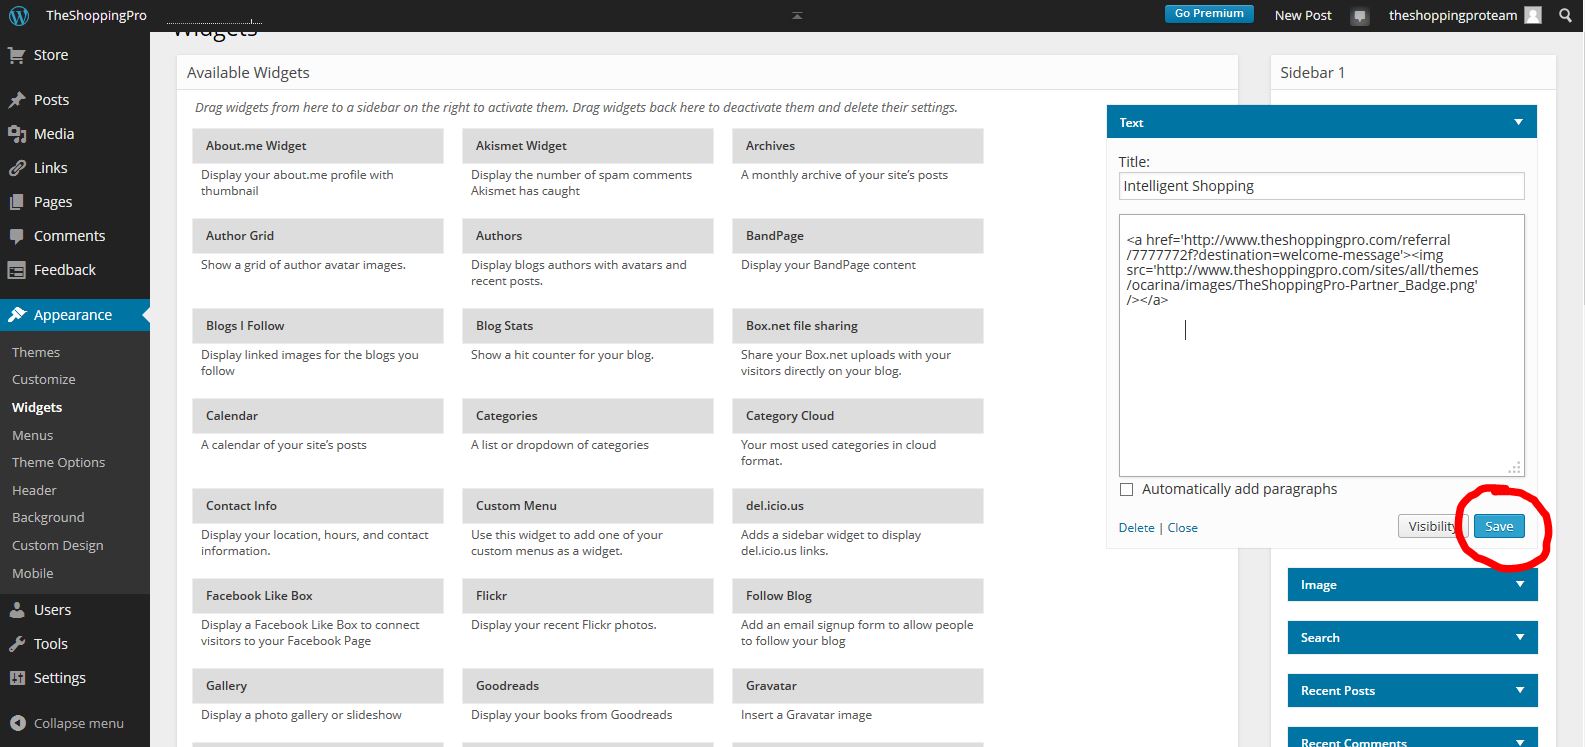 TheShoppingPro
Go Premium
New Post
theshoppingproteam
Store
Posts
Media
Links
Pages
Comments
Feedback
Appearance
Themes
Customize
Widgets
Menus
Theme Options
Header
Background
Custom Design
Mobile
Users
Tools
Settings
Collapse menu
Widgets
Available Widgets
Drag widgets from here to a sidebar on the right to activate them. Drag widgets back here to deactivate them and delete their settings.
About.me Widget
Display your about.me profile with
thumbnail
Akismet Widget
Display the number of spam comments
Akismet has caught
Archives
A monthly archive of your site's posts
Author Grid
Show a grid of author avatar images.
Authors
Display blogs authors with avatars and
recent posts.
BandPage
Display your BandPage content
Blogs I Follow
Display linked images for the blogs you
follow
Blog Stats
Show a hit counter for your blog.
Box.net file sharing
Share your Box.net uploads with your
visitors directly on your blog.
Calendar
A calendar of your site's posts
Categories
A list or dropdown of categories
Category Cloud
Your most used categories in cloud
format.
Contact Info
Display your location, hours, and contact
information.
Custom Menu
Use this widget to add one of your
custom menus as a widget.
del.icio.us
Adds a sidebar widget to display
del.icio.us links.
Facebook Like Box
Display a Facebook Like Box to connect
visitors to your Facebook Page
Flickr
Display your recent Flickr photos.
Follow Blog
Add an email signup form to allow people
to follow your blog
Gallery
Display a photo gallery or slideshow
Goodreads
Display your books from Goodreads
Gravatar
Insert a Gravatar image
Sidebar 1
Text
Title:
Intelligent Shopping
<a href='http://www.theshoppingpro.com/referral
/7777772f?destination=welcome-message'><img
src='http://www.theshoppingpro.com/sites/all/themes
/ocarina/images/TheShoppingPro-Partner_Badge.png'
/></a>
Automatically add paragraphs
Delete | Close
Visibility
Save
Image
Search
Recent Posts
Recent Comments